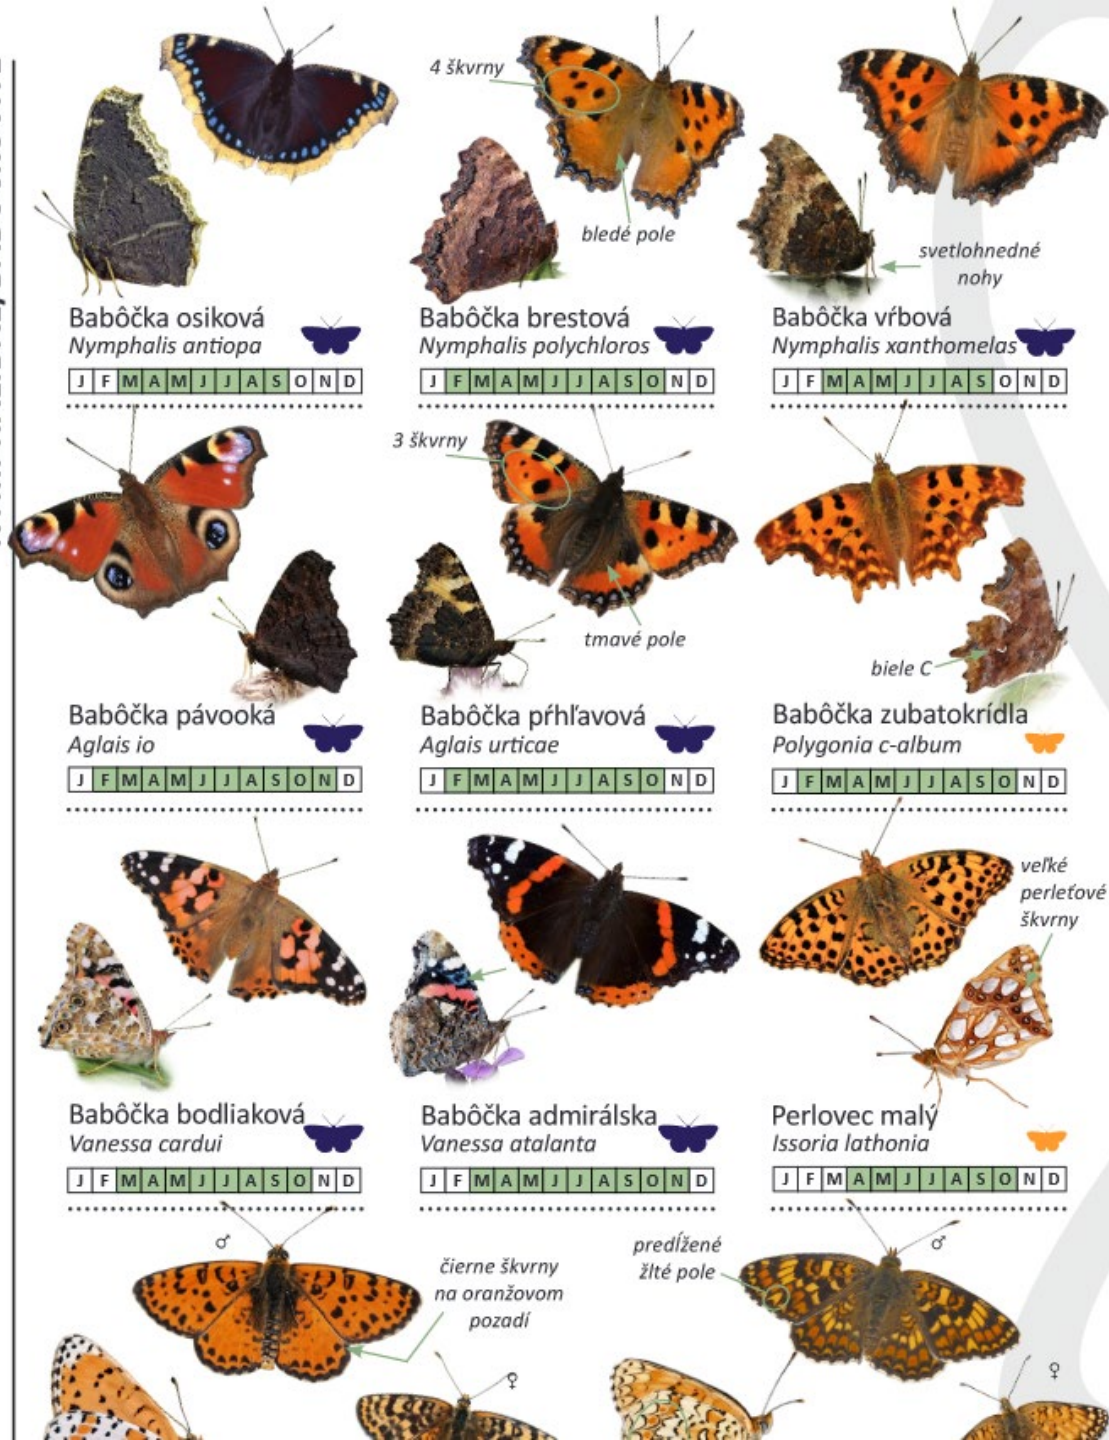 4 škvrny
bledé pole
svetlohnedné
nohy
Babôčka osiková
Nymphalis antiopa
J F M A M J J A S O N D
Babôčka brestová
Nymphalis polychloros
J F M A M J J A S O N D
Babôčka vŕbová
Nymphalis xanthomelas
J F M A M J J A S O N D
3 škvrny
tmavé pole
biele C
Babôčka pávooká
Aglais io
J F M A M J J A S O N D
Babôčka pŕhľavová
Aglais urticae
J F M A M J J A S O N D
Babôčka zubatokrídla
Polygonia c-album
J F M A M J J A S O N D
veľké
perleťové
škvrny
Babôčka bodliaková
Vanessa cardui
J F M A M J J A S O N D
Babôčka admirálska
Vanessa atalanta
J F M A M J J A S O N D
Perlovec malý
Issoria lathonia
J F M A M J J A S O N D
♂
čierne škvrny
na oranžovom
pozadí
♀
predĺžené
žlté pole
♂
♀